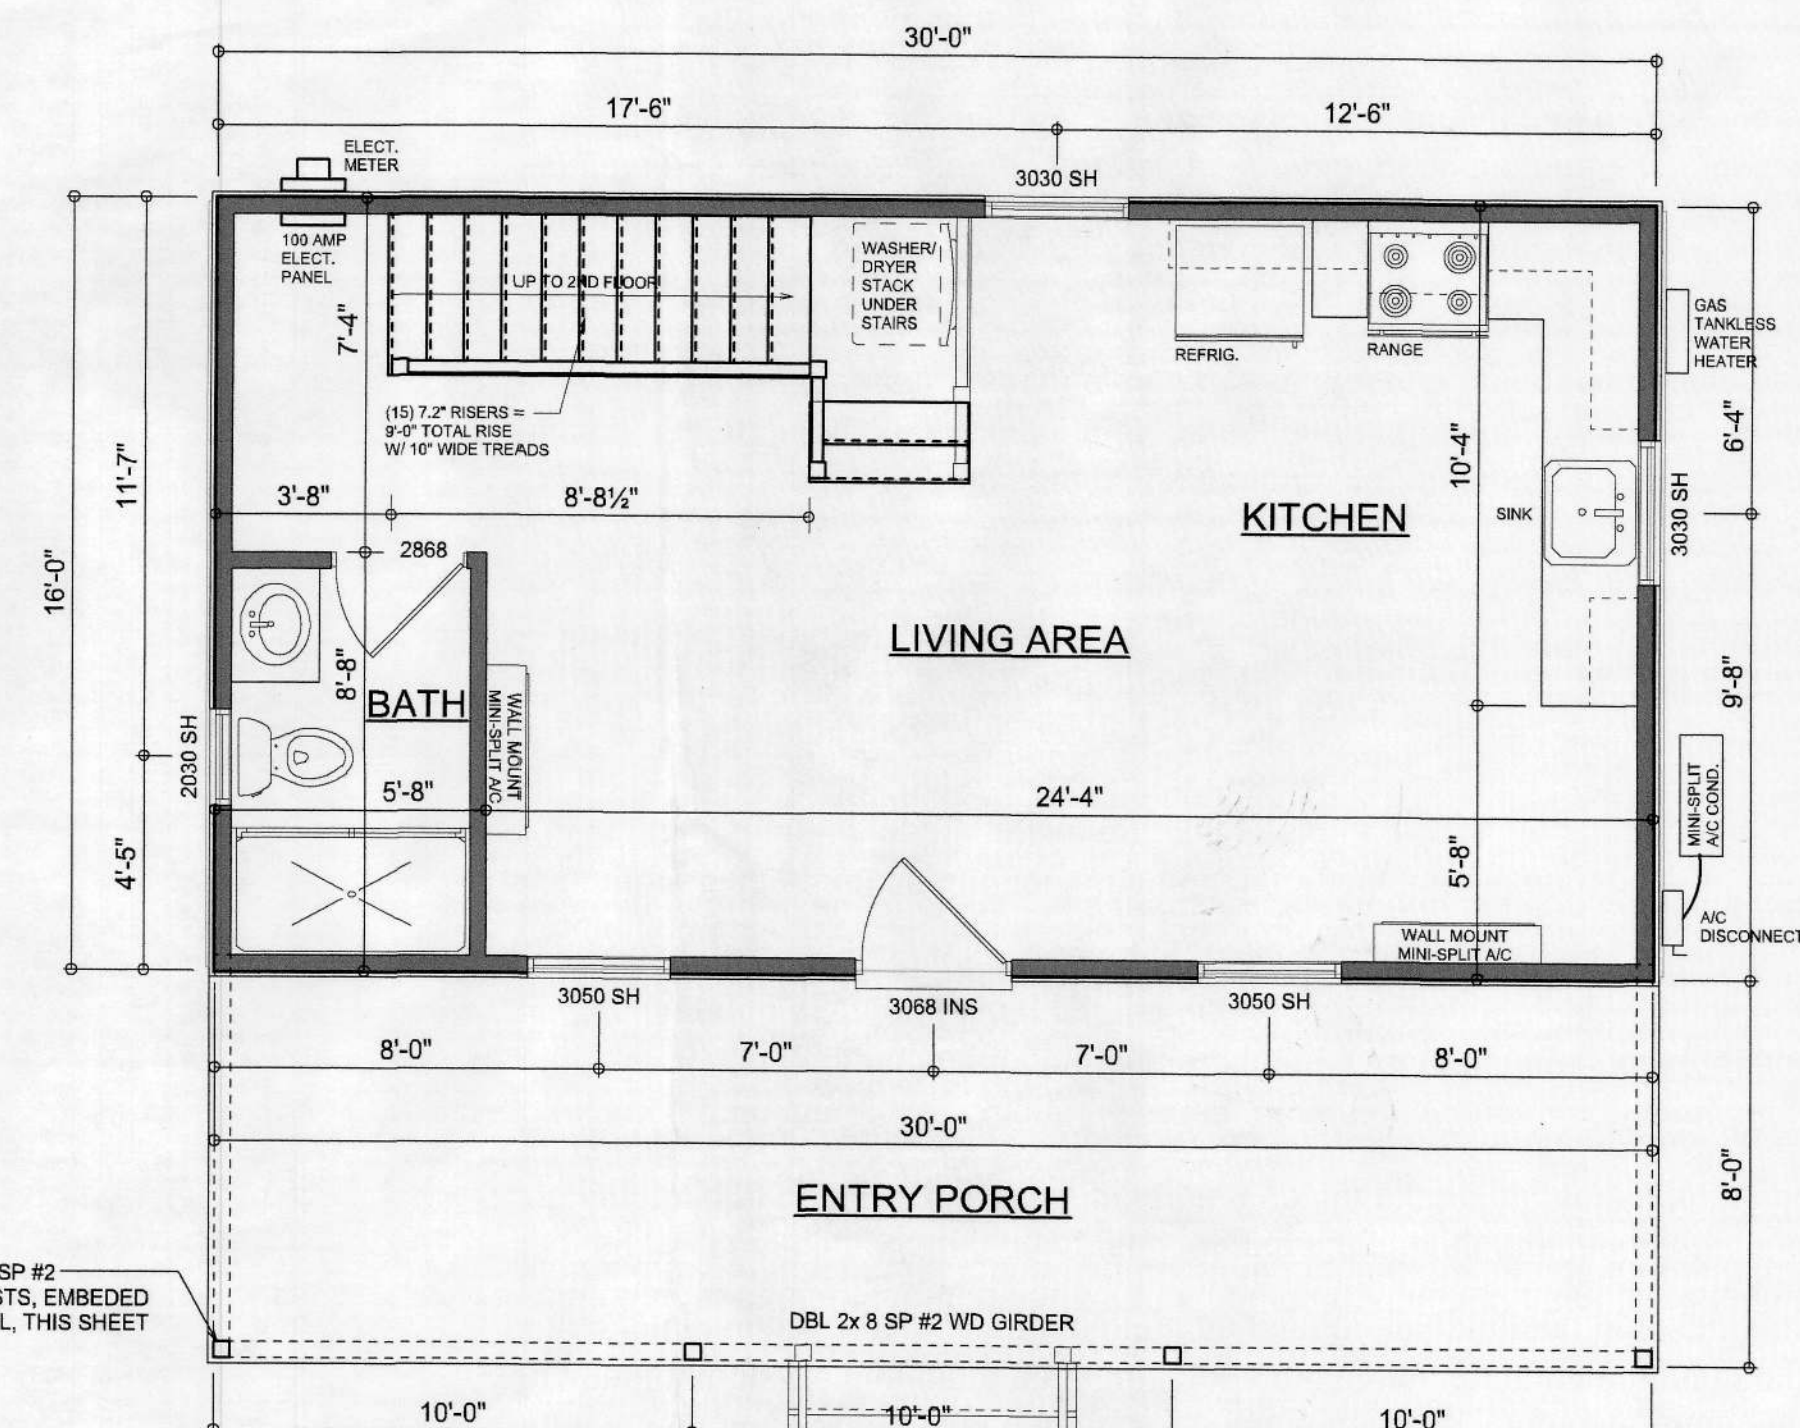 30'-0"
17'-6"
12'-6"
ELECT.
METER
3030 SH
100 AMP
ELECT.
PANEL
UP TO 2ND FLOOR
WASHER/
DRYER
STACK
UNDER
STAIRS
REFRIG.
RANGE
GAS
TANKLESS
WATER
HEATER
7'-4"
(15) 7.2" RISERS =
9'-0" TOTAL RISE
W/ 10" WIDE TREADS
11'-7"
16'-0"
3'-8"
8'-8½"
2868
10'-4"
6'-4"
KITCHEN
SINK
3030 SH
LIVING AREA
8'-8"
BATH
WALL MOUNT
MINI-SPLIT A/C
2030 SH
9'-8"
5'-8"
24'-4"
MINI-SPLIT
A/C COND.
4'-5"
5'-8"
A/C
DISCONNECT
WALL MOUNT
MINI-SPLIT A/C
3050 SH
3068 INS
3050 SH
8'-0"
7'-0"
7'-0"
8'-0"
30'-0"
8'-0"
ENTRY PORCH
SP #2
STS, EMBEDED
L, THIS SHEET
DBL 2x 8 SP #2 WD GIRDER
10'-0"
10'-0"
10'-0"